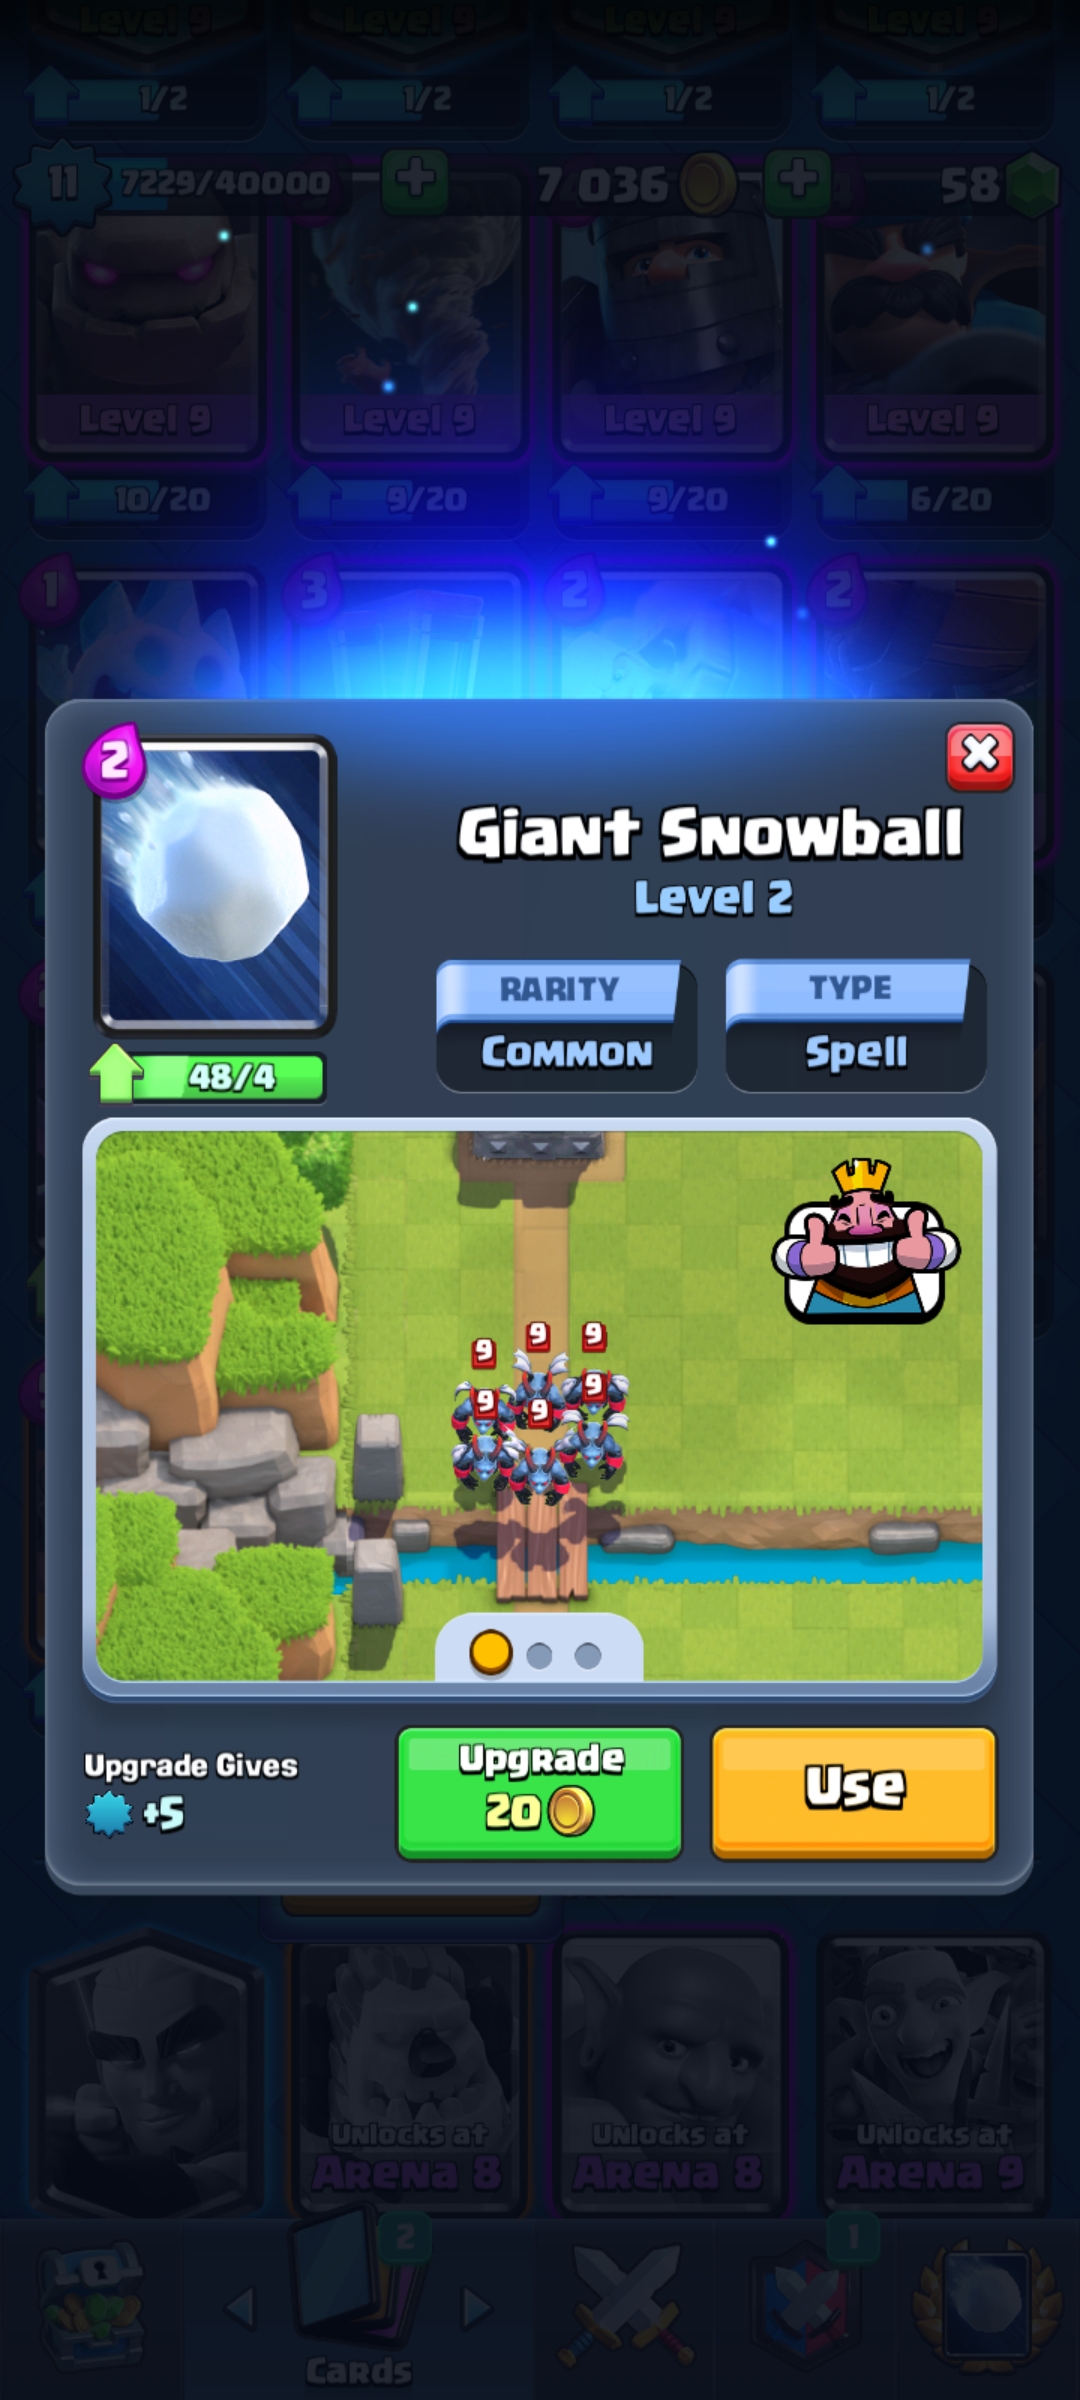 Level 9 Level 9 Level 9 Level 9
1/2 1/2 1/2 1/2
11 7229/40000 7 036 58
Level 9 Level 9 Level 9 Level 9
10/20 9/20 9/20 6/20
1 3 2 2
2
Giant Snowball
Level 2
RARITY TYPE
Common Spell
48/4
9 9 9
9 9 9
Upgrade Gives
+5
Upgrade
20
Use
Unlocks at Unlocks at Unlocks at
Arena 8 Arena 8 Arena 9
2 1
Cards